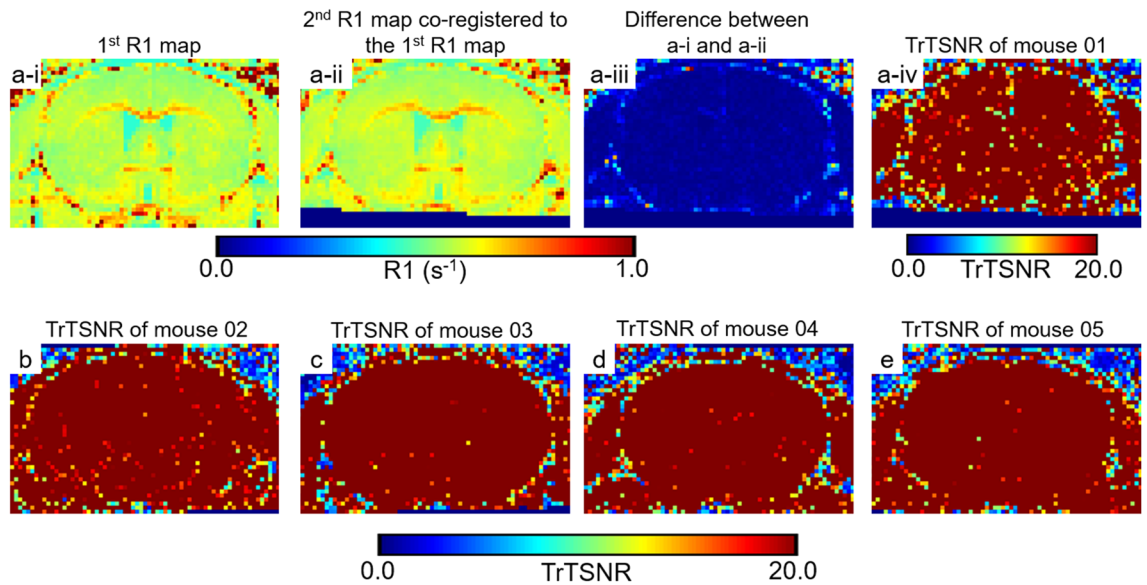 1st R1 map
2nd R1 map co-registered to
the 1st R1 map
Difference between
a-i and a-ii
TrTSNR of mouse 01
a-i
a-ii
a-iii
a-iv
0.0
R1 (s-1)
1.0
0.0
TrTSNR
20.0
TrTSNR of mouse 02
TrTSNR of mouse 03
TrTSNR of mouse 04
TrTSNR of mouse 05
b
c
d
e
0.0
TrTSNR
20.0